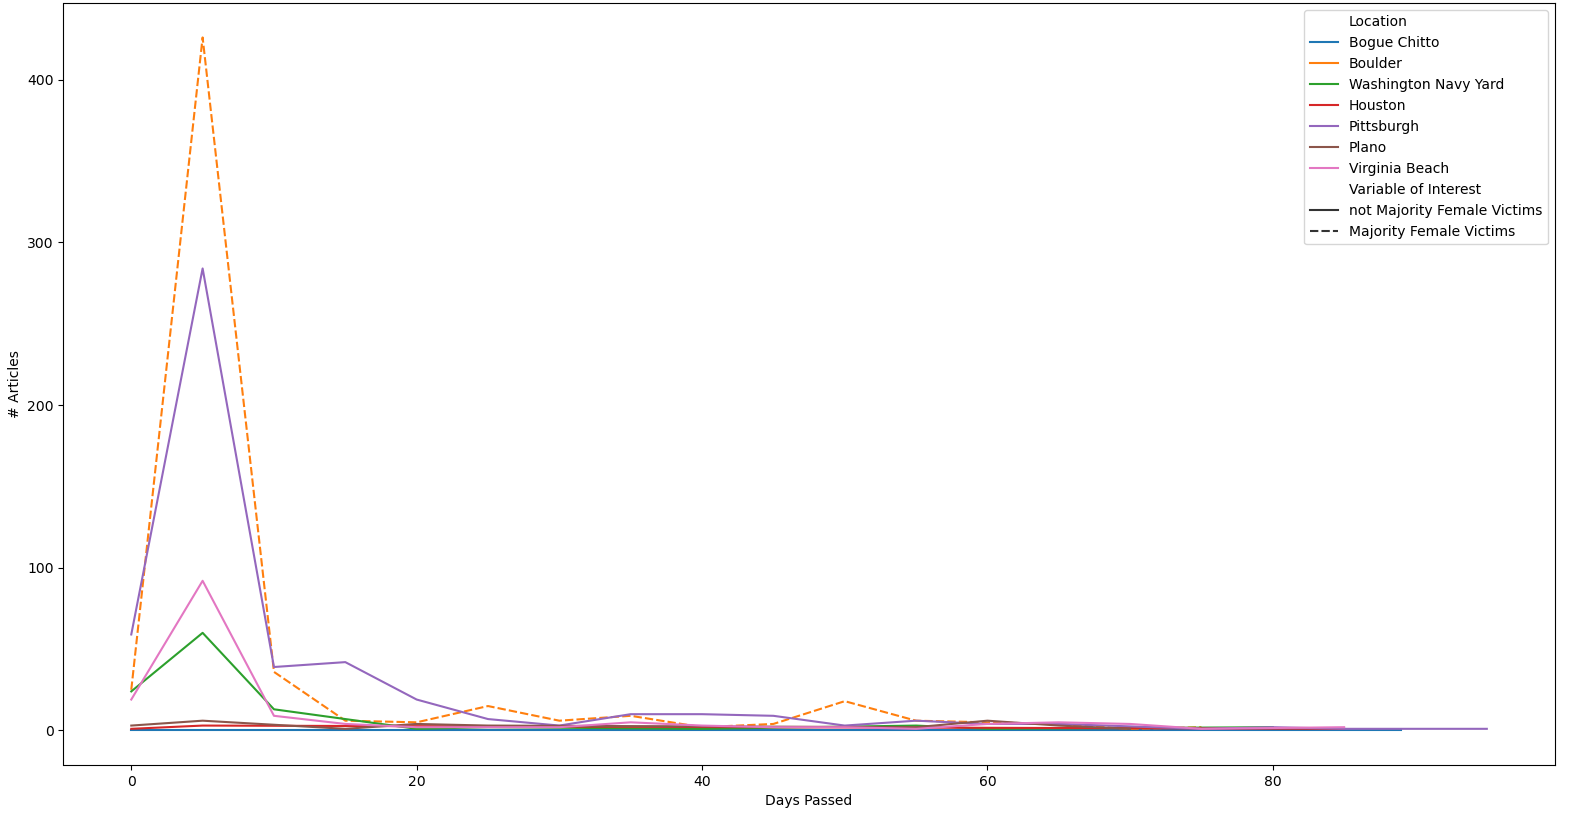 Location
Bogue Chitto
Boulder
Washington Navy Yard
Houston
Pittsburgh
Plano
Virginia Beach
Variable of Interest
not Majority Female Victims
Majority Female Victims
# Articles
400
300
200
100
0
0 20 40 60 80
Days Passed